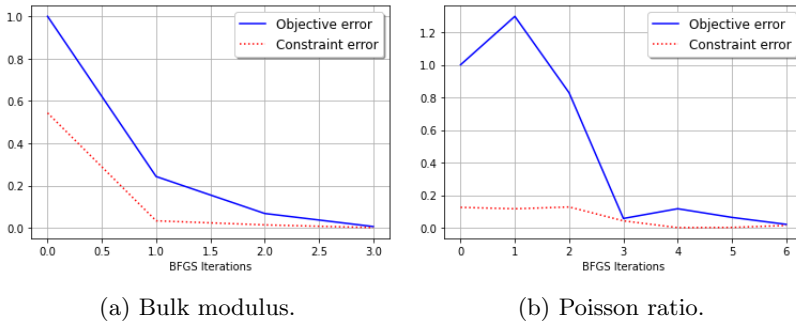 1.0
0.8
0.6
0.4
0.2
0.0
0.0 0.5 1.0 1.5 2.0 2.5 3.0
BFGS Iterations
Objective error
Constraint error
(a) Bulk modulus.
1.2
1.0
0.8
0.6
0.4
0.2
0.0
0 1 2 3 4 5 6
BFGS Iterations
Objective error
Constraint error
(b) Poisson ratio.